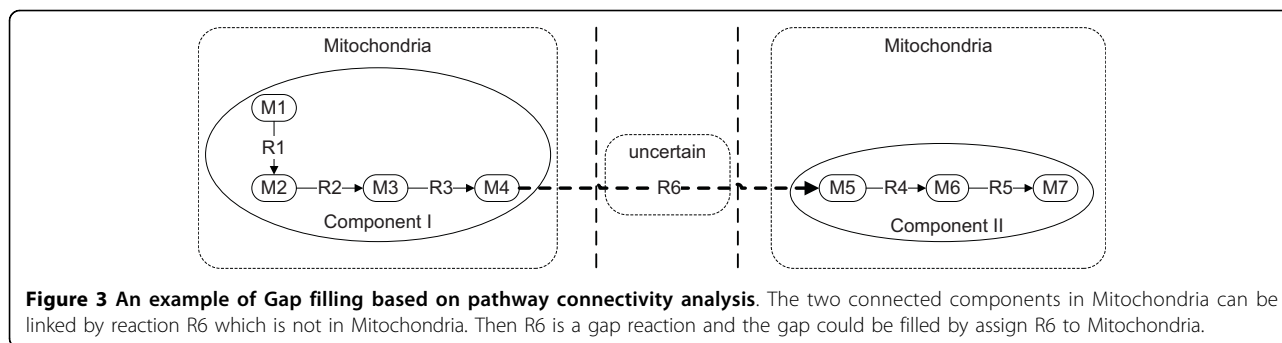 Mitochondria
Mitochondria
M1
R1
uncertain
M2 R2 M3 R3 M4 R6 M5 R4 M6 R5 M7
Component I
Component II
Figure 3 An example of Gap filling based on pathway connectivity analysis. The two connected components in Mitochondria can be
linked by reaction R6 which is not in Mitochondria. Then R6 is a gap reaction and the gap could be filled by assign R6 to Mitochondria.